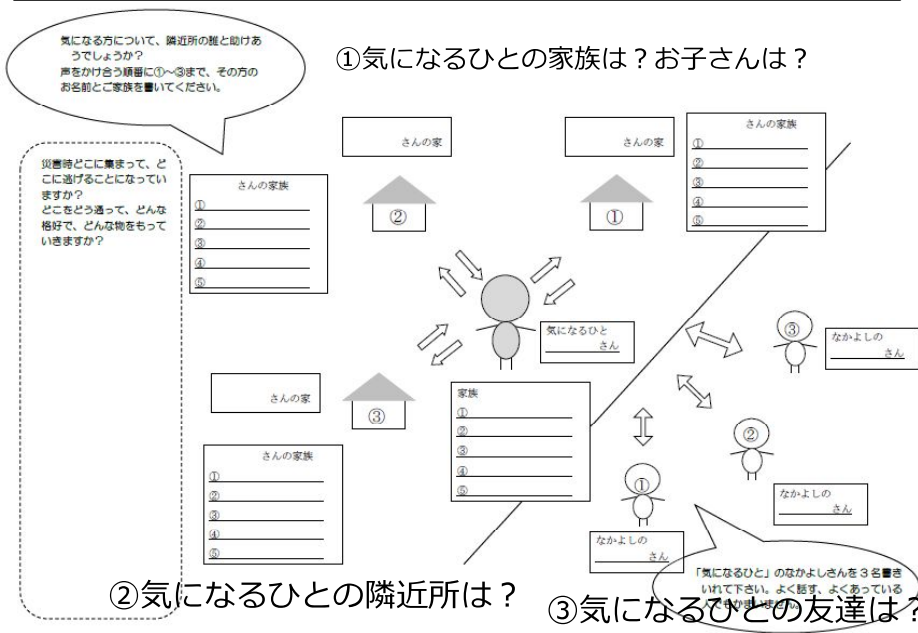 気になる方について、隣近所の誰と助けあ
うでしょうか?
声をかけ合う順番に①~③まで、その方の
お名前とご家族を書いてください。
①気になるひとの家族は?お子さんは?
災害時どこに集まって、ど
こに逃げることになってい
ますか?
どこをどう通って、どんな
格好で、どんな物をもって
いきますか?
さんの家族
①
②
③
④
⑤
さんの家
②
さんの家
①
さんの家族
①
②
③
④
⑤
気になるひと
さん
③
なかよしの
さん
さんの家
③
家族
①
②
③
④
⑤
②
なかよしの
さん
さんの家族
①
②
③
④
⑤
①
なかよしの
さん
「気になるひと」のなかよしさんを3名書き
いれて下さい。よく話す、よくあっている
人でもかまいません。
②気になるひとの隣近所は?
③気になるひとの友達は?